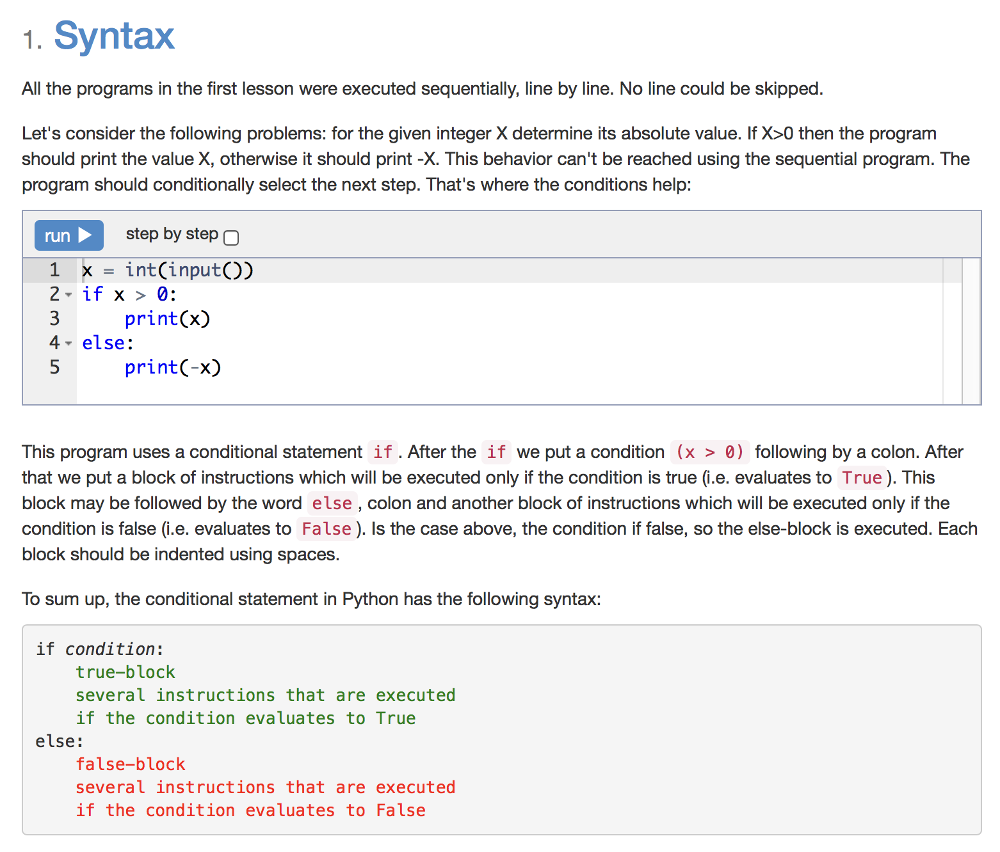 1. Syntax
All the programs in the first lesson were executed sequentially, line by line. No line could be skipped.
Let's consider the following problems: for the given integer X determine its absolute value. If X>0 then the program
should print the value X, otherwise it should print -X. This behavior can't be reached using the sequential program. The
program should conditionally select the next step. That's where the conditions help:
run step by step
1 x = int(input())
2 if x > 0:
3     print(x)
4 else:
5     print(-x)
This program uses a conditional statement if. After the if we put a condition (x > 0) following by a colon. After
that we put a block of instructions which will be executed only if the condition is true (i.e. evaluates to True). This
block may be followed by the word else, colon and another block of instructions which will be executed only if the
condition is false (i.e. evaluates to False). Is the case above, the condition if false, so the else-block is executed. Each
block should be indented using spaces.
To sum up, the conditional statement in Python has the following syntax:
if condition:
    true-block
    several instructions that are executed
    if the condition evaluates to True
else:
    false-block
    several instructions that are executed
    if the condition evaluates to False